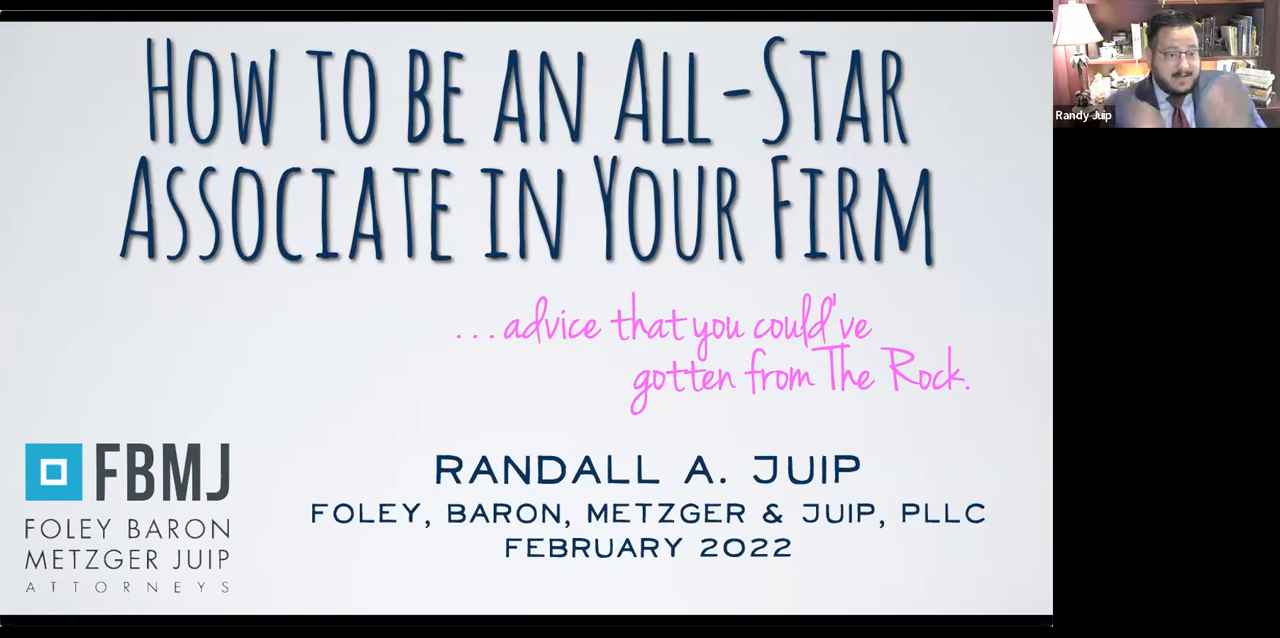 HOW TO BE AN ALL-STAR
ASSOCIATE IN YOUR FIRM
...advice that you could've
gotten from The Rock.
FBMJ
FOLEY BARON
METZGER JUIP
ATTORNEYS
RANDALL A. JUIP
FOLEY, BARON, METZGER & JUIP, PLLC
FEBRUARY 2022
Randy Juip